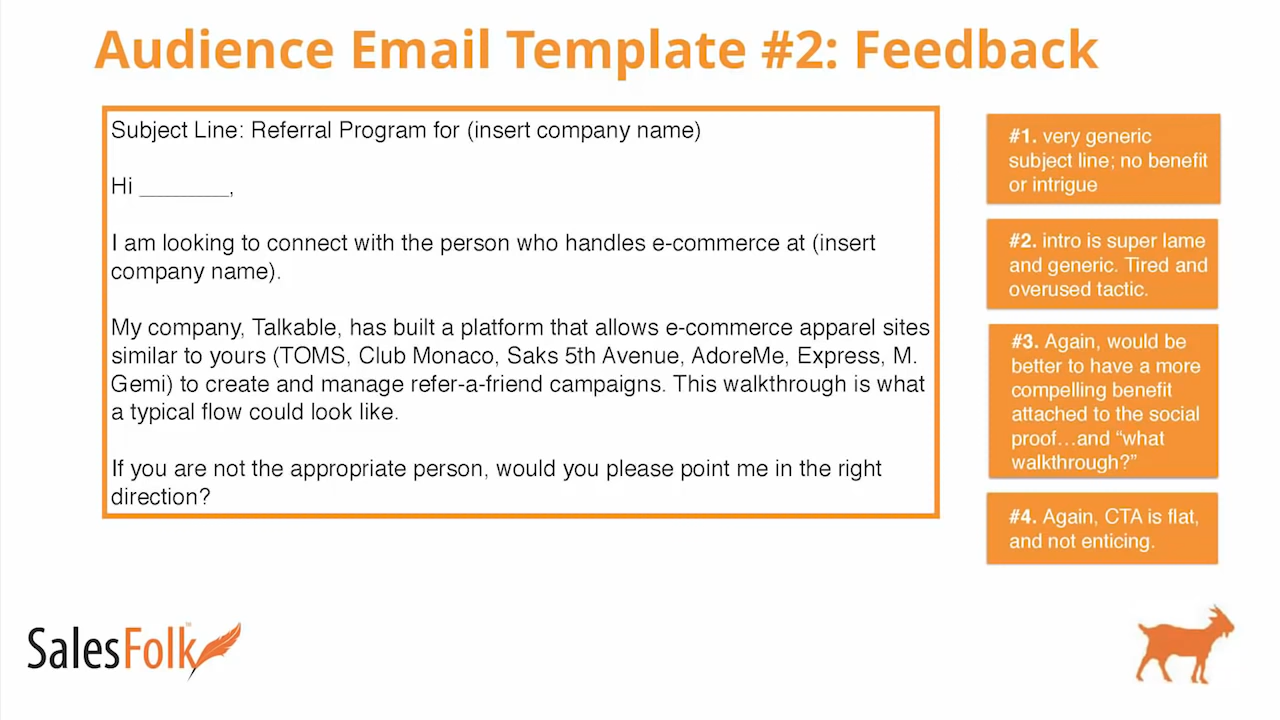 Audience Email Template #2: Feedback
Subject Line: Referral Program for (insert company name)
Hi ________,
I am looking to connect with the person who handles e-commerce at (insert
company name).
My company, Talkable, has built a platform that allows e-commerce apparel sites
similar to yours (TOMS, Club Monaco, Saks 5th Avenue, AdoreMe, Express, M.
Gemi) to create and manage refer-a-friend campaigns. This walkthrough is what
a typical flow could look like.
If you are not the appropriate person, would you please point me in the right
direction?
#1. very generic
subject line; no benefit
or intrigue
#2. intro is super lame
and generic. Tired and
overused tactic.
#3. Again, would be
better to have a more
compelling benefit
attached to the social
proof…and “what
walkthrough?”
#4. Again, CTA is flat,
and not enticing.
SalesFolk™